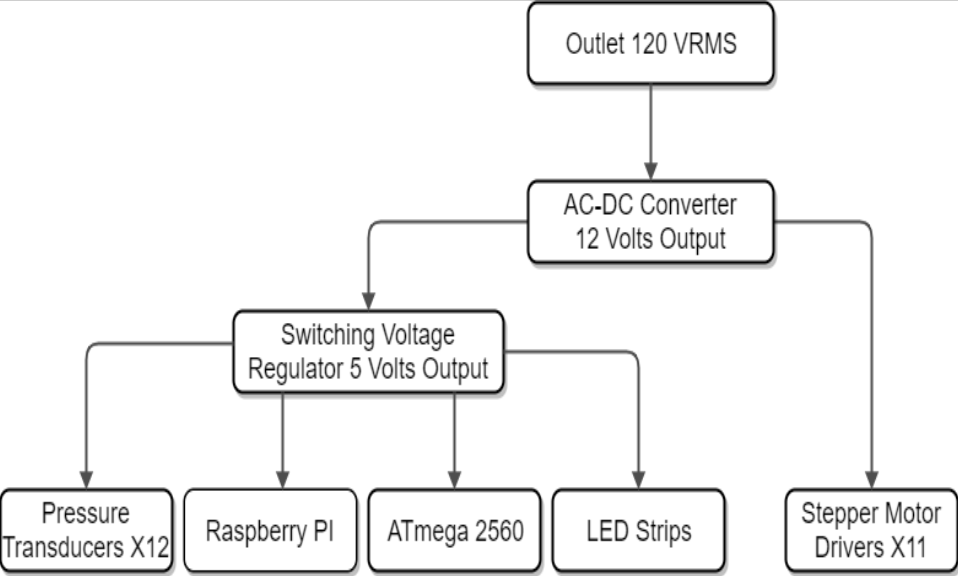 Outlet 120 VRMS
AC-DC Converter
12 Volts Output
Switching Voltage
Regulator 5 Volts Output
Pressure
Transducers X12
Raspberry PI
ATmega 2560
LED Strips
Stepper Motor
Drivers X11